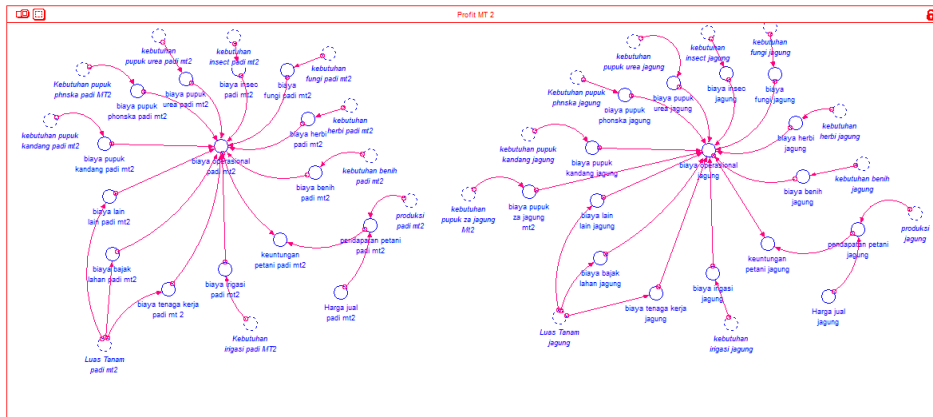 Profit MT 2
kebutuhan
pupuk urea padi mt2
kebutuhan
insect padi mt2
kebutuhan
fungi padi mt2
Kebutuhan pupuk
phnska padi MT2
biaya pupuk
phonska padi mt2
biaya pupuk
urea padi mt2
biaya insec
padi mt2
biaya
fungi padi mt2
kebutuhan pupuk
kandang padi mt2
biaya pupuk
kandang padi mt2
biaya operasional
padi mt2
biaya herbi
padi mt2
kebutuhan
herbi padi mt2
biaya benih
padi mt2
kebutuhan benih
padi mt2
biaya lain
lain padi mt2
biaya bajak
lahan padi mt2
biaya tenaga kerja
padi mt 2
biaya irigasi
padi mt2
keuntungan
petani padi mt2
pendapatan petani
padi mt2
produksi
padi mt2
Harga jual
padi mt2
Kebutuhan
irigasi padi MT2
Luas Tanam
padi mt2
kebutuhan
pupuk urea jagung
kebutuhan
insect jagung
kebutuhan
fungi jagung
Kebutuhan pupuk
phnska jagung
biaya pupuk
phonska jagung
biaya pupuk
urea jagung
biaya insec
jagung
biaya
fungi jagung
kebutuhan pupuk
kandang jagung
biaya pupuk
kandang jagung
biaya operasional
jagung
biaya herbi
jagung
kebutuhan
herbi jagung
kebutuhan
pupuk za jagung
Mt2
biaya pupuk
za jagung
mt2
biaya benih
jagung
kebutuhan benih
jagung
biaya lain
lain jagung
biaya bajak
lahan jagung
biaya tenaga kerja
jagung
biaya irigasi
jagung
keuntungan
petani jagung
pendapatan petani
jagung
produksi
jagung
Harga jual
jagung
kebutuhan
irigasi jagung
Luas Tanam
jagung